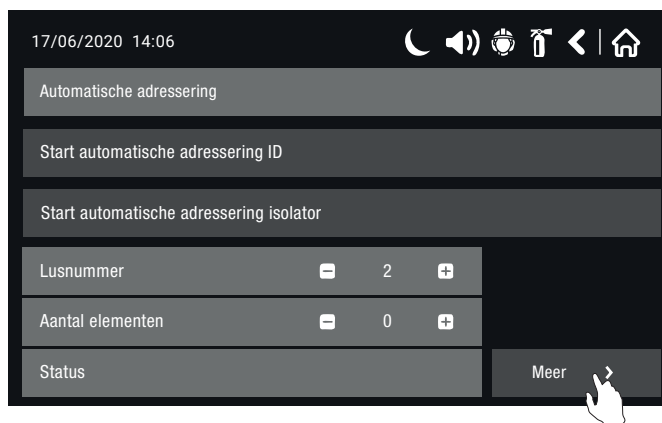 17/06/2020 14:06
Automatische adressering
Start automatische adressering ID
Start automatische adressering isolator
Lusnummer 2
Aantal elementen 0
Status Meer